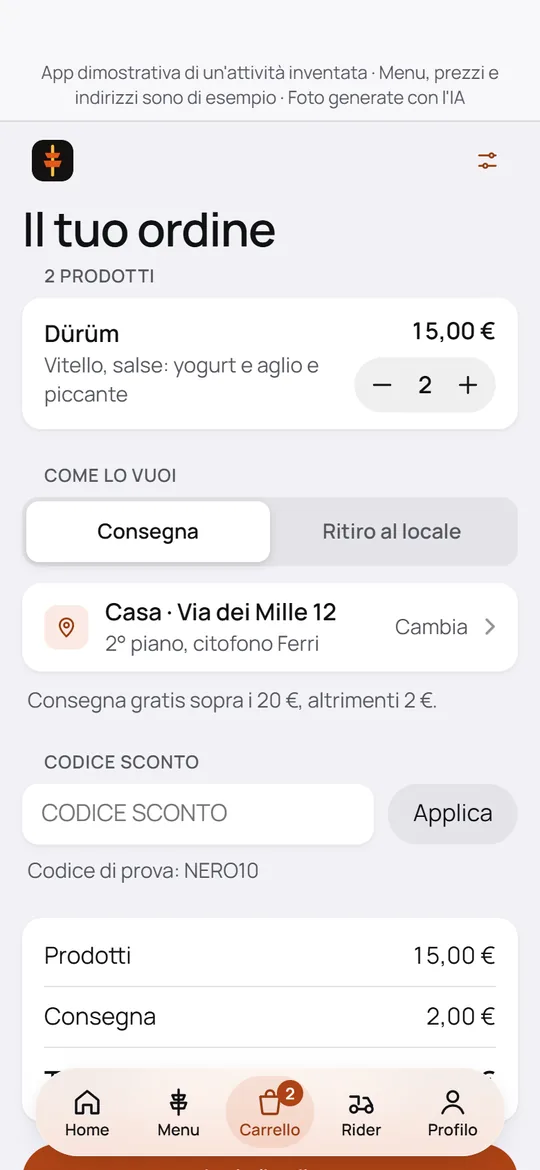 App dimostrativa di un'attività inventata · Menu, prezzi e
indirizzi sono di esempio · Foto generate con l'IA
Il tuo ordine
2 PRODOTTI
Dürüm
15,00 €
Vitello, salse: yogurt e aglio e
piccante
2
COME LO VUOI
Consegna
Ritiro al locale
Casa · Via dei Mille 12
2° piano, citofono Ferri
Cambia
Consegna gratis sopra i 20 €, altrimenti 2 €.
CODICE SCONTO
CODICE SCONTO
Applica
Codice di prova: NERO10
Prodotti
15,00 €
Consegna
2,00 €
2
Home
Menu
Carrello
Rider
Profilo